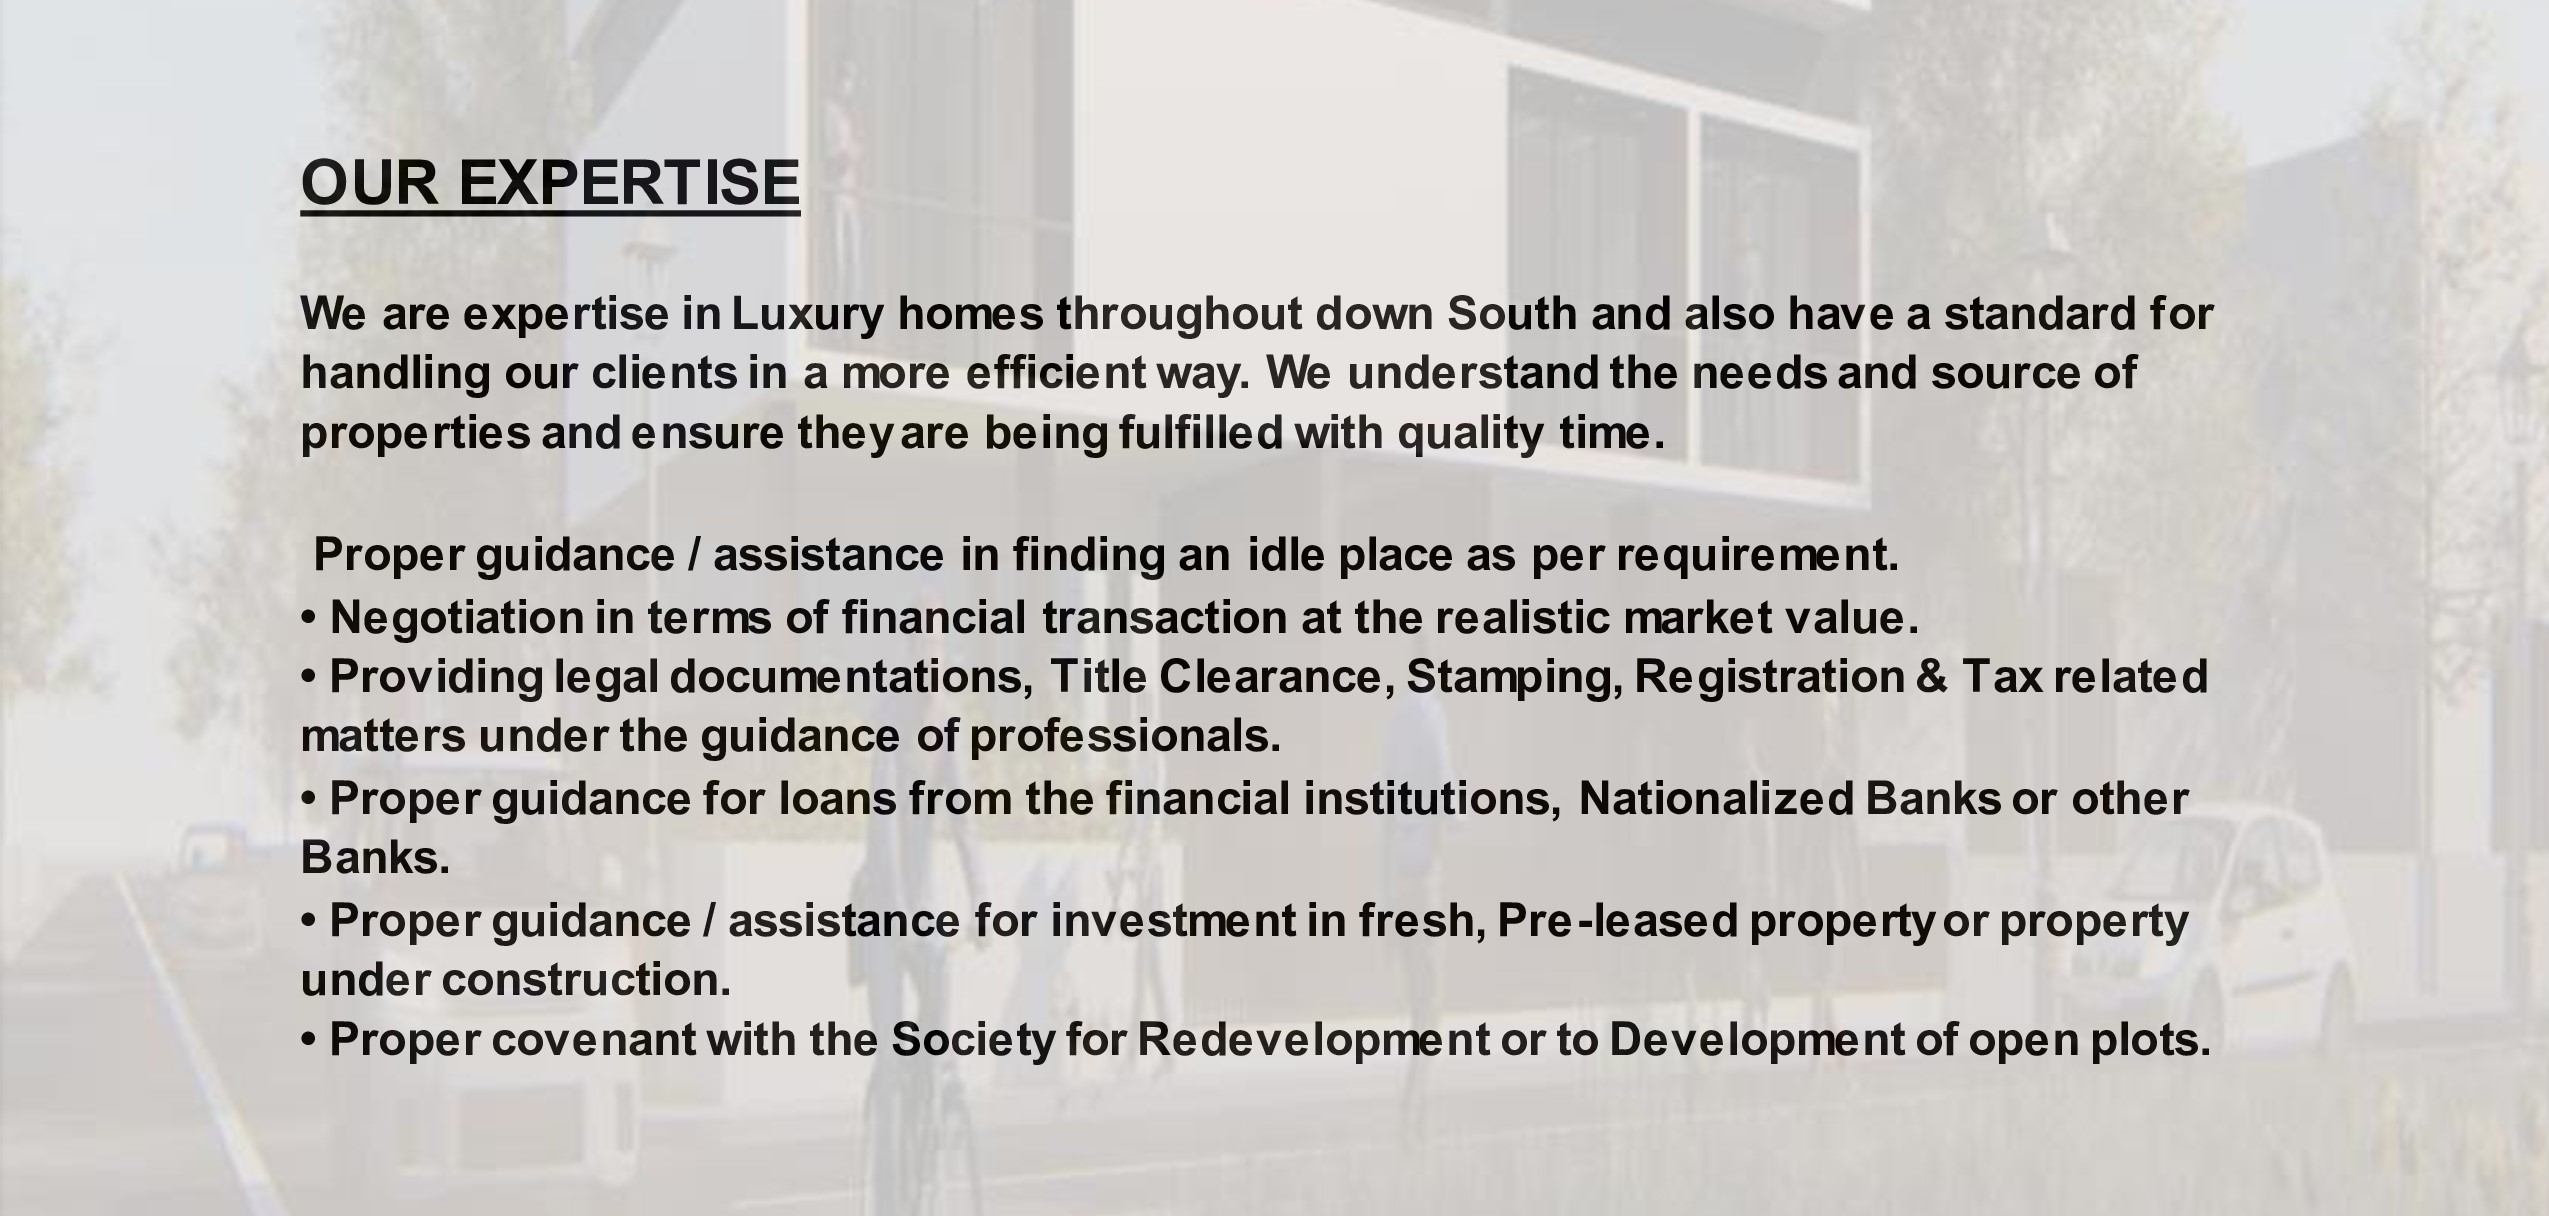 OUR EXPERTISE
We are expertise in Luxury homes throughout down South and also have a standard for
handling our clients in a more efficient way. We understand the needs and source of
properties and ensure they are being fulfilled with quality time.
Proper guidance / assistance in finding an idle place as per requirement.
• Negotiation in terms of financial transaction at the realistic market value.
• Providing legal documentations, Title Clearance, Stamping, Registration & Tax related
matters under the guidance of professionals.
• Proper guidance for loans from the financial institutions, Nationalized Banks or other
Banks.
• Proper guidance / assistance for investment in fresh, Pre-leased property or property
under construction.
• Proper covenant with the Society for Redevelopment or to Development of open plots.